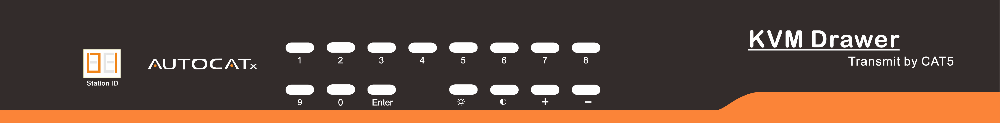 01
Station ID
AUTOCATx
1 2 3 4 5 6 7 8
9 0 Enter + −
KVM Drawer
Transmit by CAT5